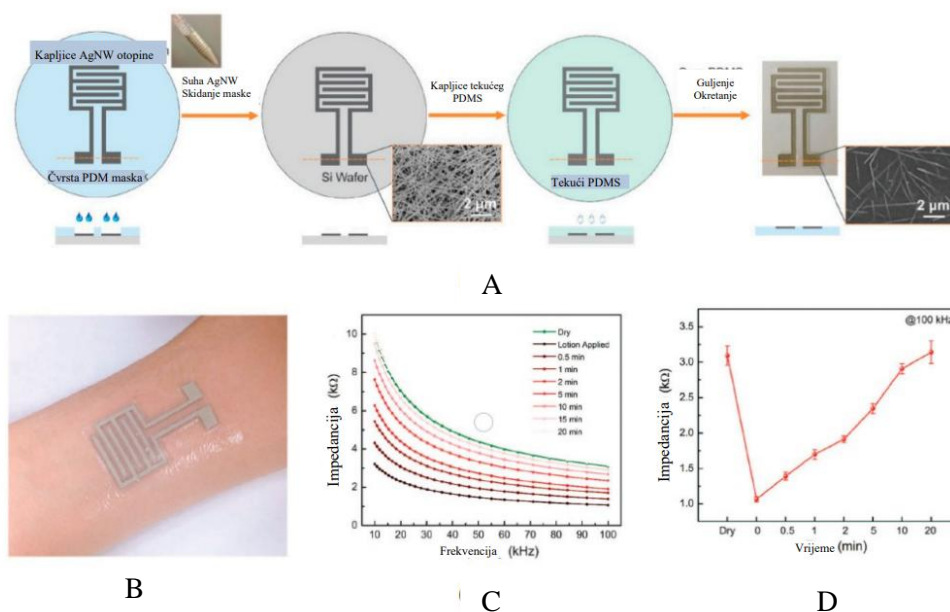 Kapljice AgNW otopine
Suha AgNW
Skidanje maske
Kapljice tekućeg
PDMS
Guljenje
Okretanje
Si Wafer
2 μm
Čvrsta PDM maska
Tekući PDMS
2 μm
A
B
Impedancija (kΩ)
10
8
6
4
2
0
Dry
Lotion Applied
0.5 min
1 min
2 min
5 min
10 min
15 min
20 min
10 20 30 40 50 60 70 80 90 100
Frekvencija (kHz)
C
@100 kHz
Impedancija (kΩ)
3.5
3.0
2.5
2.0
1.5
1.0
Dry 0 0.5 1 2 5 10 20
Vrijeme (min)
D